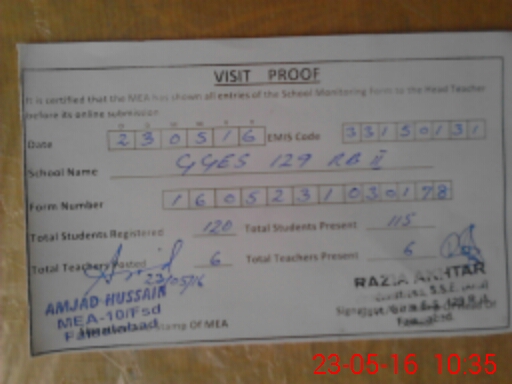 VISIT PROOF
It is certified that the MEA has shown all entries of the School Monitoring Form to the Head Teacher
before its online submission
D D M M Y Y
Date 2 3 0 5 1 6 EMIS Code 3 3 1 5 0 1 3 1
School Name GGES 129 RB II
Form Number 1 6 0 5 2 3 1 0 3 0 1 7 8
Total Students Registered 120 Total Students Present 115
Total Teachers Posted 6 Total Teachers Present 6
23/05/16
AMJAD HUSSAIN
MEA-10/Fsd
Faisalabad
Stamp Of MEA
RAZIA AKHTAR
23-05-16 10:35